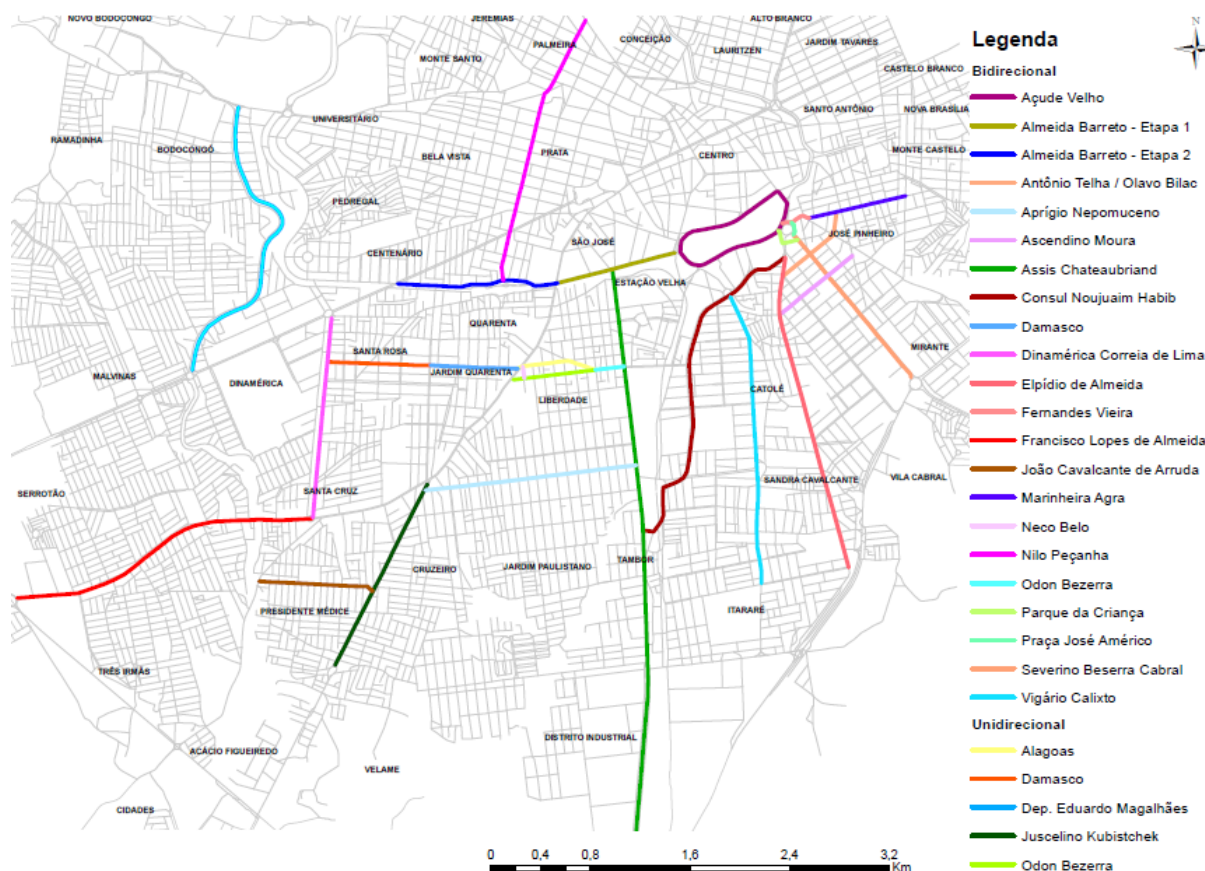 NOVO BODOCONGÓ
JEREMIAS
ALTO BRANCO
PALMEIRA
CONCEIÇÃO
LAURITZEN
JARDIM TAVARES
MONTE SANTO
CASTELO BRANCO
SANTO ANTÔNIO
NOVA BRASÍLIA
UNIVERSITÁRIO
RAMADINHA
BODOCONGÓ
BELA VISTA
PRATA
CENTRO
MONTE CASTELO
PEDREGAL
JOSÉ PINHEIRO
SÃO JOSÉ
CENTENÁRIO
ESTAÇÃO VELHA
QUARENTA
MIRANTE
SANTA ROSA
JARDIM QUARENTA
MALVINAS
DINAMÉRICA
CATOLÉ
LIBERDADE
SANDRA CAVALCANTE
VILA CABRAL
SERROTÃO
SANTA CRUZ
TAMBOR
CRUZEIRO
JARDIM PAULISTANO
PRESIDENTE MÉDICE
ITARARÉ
TRÊS IRMÃS
DISTRITO INDUSTRIAL
ACÁCIO FIGUEIREDO
VELAME
CIDADES
N
Legenda
Bidirecional
Açude Velho
Almeida Barreto - Etapa 1
Almeida Barreto - Etapa 2
Antônio Telha / Olavo Bilac
Aprígio Nepomuceno
Ascendino Moura
Assis Chateaubriand
Consul Noujuaim Habib
Damasco
Dinamérica Correia de Lima
Elpídio de Almeida
Fernandes Vieira
Francisco Lopes de Almeida
João Cavalcante de Arruda
Marinheira Agra
Neco Belo
Nilo Peçanha
Odon Bezerra
Parque da Criança
Praça José Américo
Severino Beserra Cabral
Vigário Calixto
Unidirecional
Alagoas
Damasco
Dep. Eduardo Magalhães
Juscelino Kubistchek
Odon Bezerra
0 0,4 0,8 1,6 2,4 3,2
Km